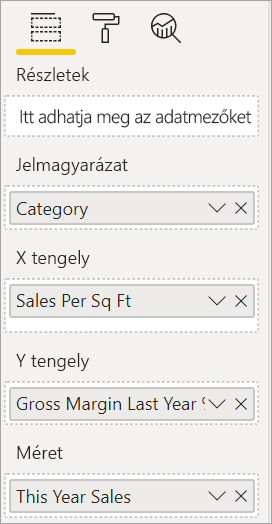 Részletek
Itt adhatja meg az adatmezőket
Jelmagyarázat
Category
X tengely
Sales Per Sq Ft
Y tengely
Gross Margin Last Year %
Méret
This Year Sales